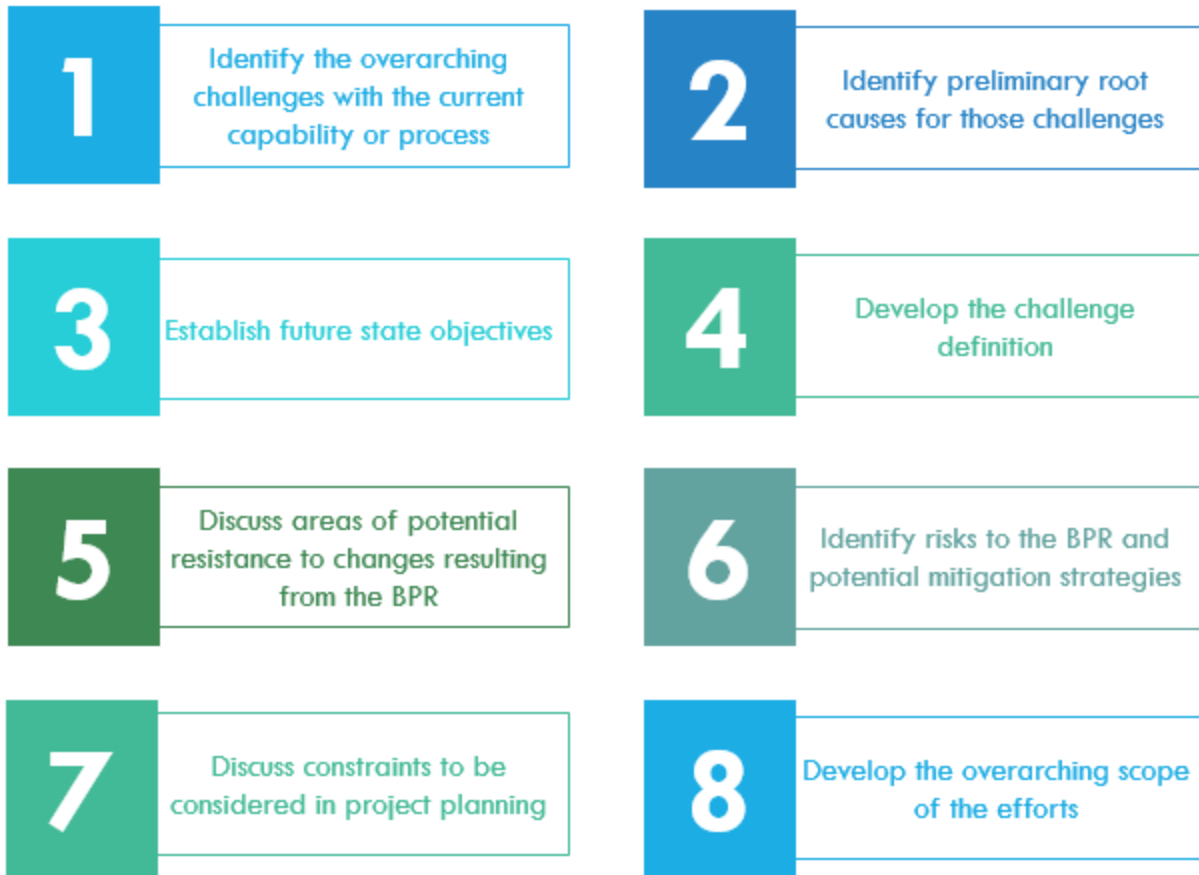 1
Identify the overarching
challenges with the current
capability or process
2
Identify preliminary root
causes for those challenges
3
Establish future state objectives
4
Develop the challenge
definition
5
Discuss areas of potential
resistance to changes resulting
from the BPR
6
Identify risks to the BPR and
potential mitigation strategies
7
Discuss constraints to be
considered in project planning
8
Develop the overarching scope
of the efforts